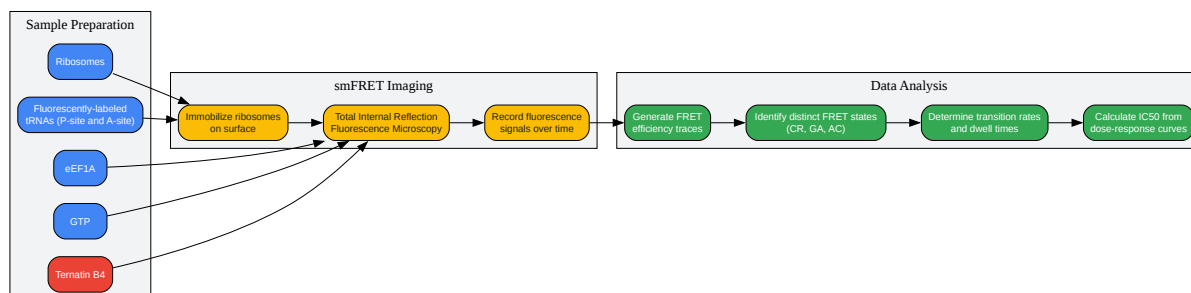 Sample Preparation
Ribosomes
Fluorescently-labeled
tRNAs (P-site and A-site)
eEF1A
GTP
Ternatin B4
smFRET Imaging
Immobilize ribosomes
on surface
Total Internal Reflection
Fluorescence Microscopy
Record fluorescence
signals over time
Data Analysis
Generate FRET
efficiency traces
Identify distinct FRET states
(CR, GA, AC)
Determine transition rates
and dwell times
Calculate IC50 from
dose-response curves